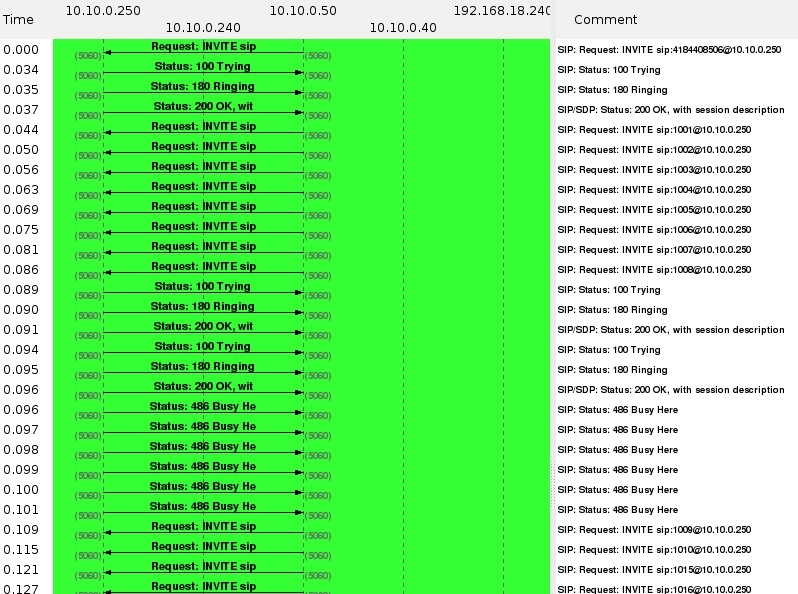 Time 10.10.0.250 10.10.0.50 192.168.18.240 Comment
10.10.0.240 10.10.0.40
0.000 Request: INVITE sip SIP: Request: INVITE sip:4184408506@10.10.0.250
(5060) (5060)
0.034 Status: 100 Trying SIP: Status: 100 Trying
(5060) (5060)
0.035 Status: 180 Ringing SIP: Status: 180 Ringing
(5060) (5060)
0.037 Status: 200 OK, wit SIP/SDP: Status: 200 OK, with session description
(5060) (5060)
0.044 Request: INVITE sip SIP: Request: INVITE sip:1001@10.10.0.250
(5060) (5060)
0.050 Request: INVITE sip SIP: Request: INVITE sip:1002@10.10.0.250
(5060) (5060)
0.056 Request: INVITE sip SIP: Request: INVITE sip:1003@10.10.0.250
(5060) (5060)
0.063 Request: INVITE sip SIP: Request: INVITE sip:1004@10.10.0.250
(5060) (5060)
0.069 Request: INVITE sip SIP: Request: INVITE sip:1005@10.10.0.250
(5060) (5060)
0.075 Request: INVITE sip SIP: Request: INVITE sip:1006@10.10.0.250
(5060) (5060)
0.081 Request: INVITE sip SIP: Request: INVITE sip:1007@10.10.0.250
(5060) (5060)
0.086 Request: INVITE sip SIP: Request: INVITE sip:1008@10.10.0.250
(5060) (5060)
0.089 Status: 100 Trying SIP: Status: 100 Trying
(5060) (5060)
0.090 Status: 180 Ringing SIP: Status: 180 Ringing
(5060) (5060)
0.091 Status: 200 OK, wit SIP/SDP: Status: 200 OK, with session description
(5060) (5060)
0.094 Status: 100 Trying SIP: Status: 100 Trying
(5060) (5060)
0.095 Status: 180 Ringing SIP: Status: 180 Ringing
(5060) (5060)
0.096 Status: 200 OK, wit SIP/SDP: Status: 200 OK, with session description
(5060) (5060)
0.096 Status: 486 Busy He SIP: Status: 486 Busy Here
(5060) (5060)
0.097 Status: 486 Busy He SIP: Status: 486 Busy Here
(5060) (5060)
0.098 Status: 486 Busy He SIP: Status: 486 Busy Here
(5060) (5060)
0.099 Status: 486 Busy He SIP: Status: 486 Busy Here
(5060) (5060)
0.100 Status: 486 Busy He SIP: Status: 486 Busy Here
(5060) (5060)
0.101 Status: 486 Busy He SIP: Status: 486 Busy Here
(5060) (5060)
0.109 Request: INVITE sip SIP: Request: INVITE sip:1009@10.10.0.250
(5060) (5060)
0.115 Request: INVITE sip SIP: Request: INVITE sip:1010@10.10.0.250
(5060) (5060)
0.121 Request: INVITE sip SIP: Request: INVITE sip:1015@10.10.0.250
(5060) (5060)
0.127 Request: INVITE sip SIP: Request: INVITE sip:1016@10.10.0.250